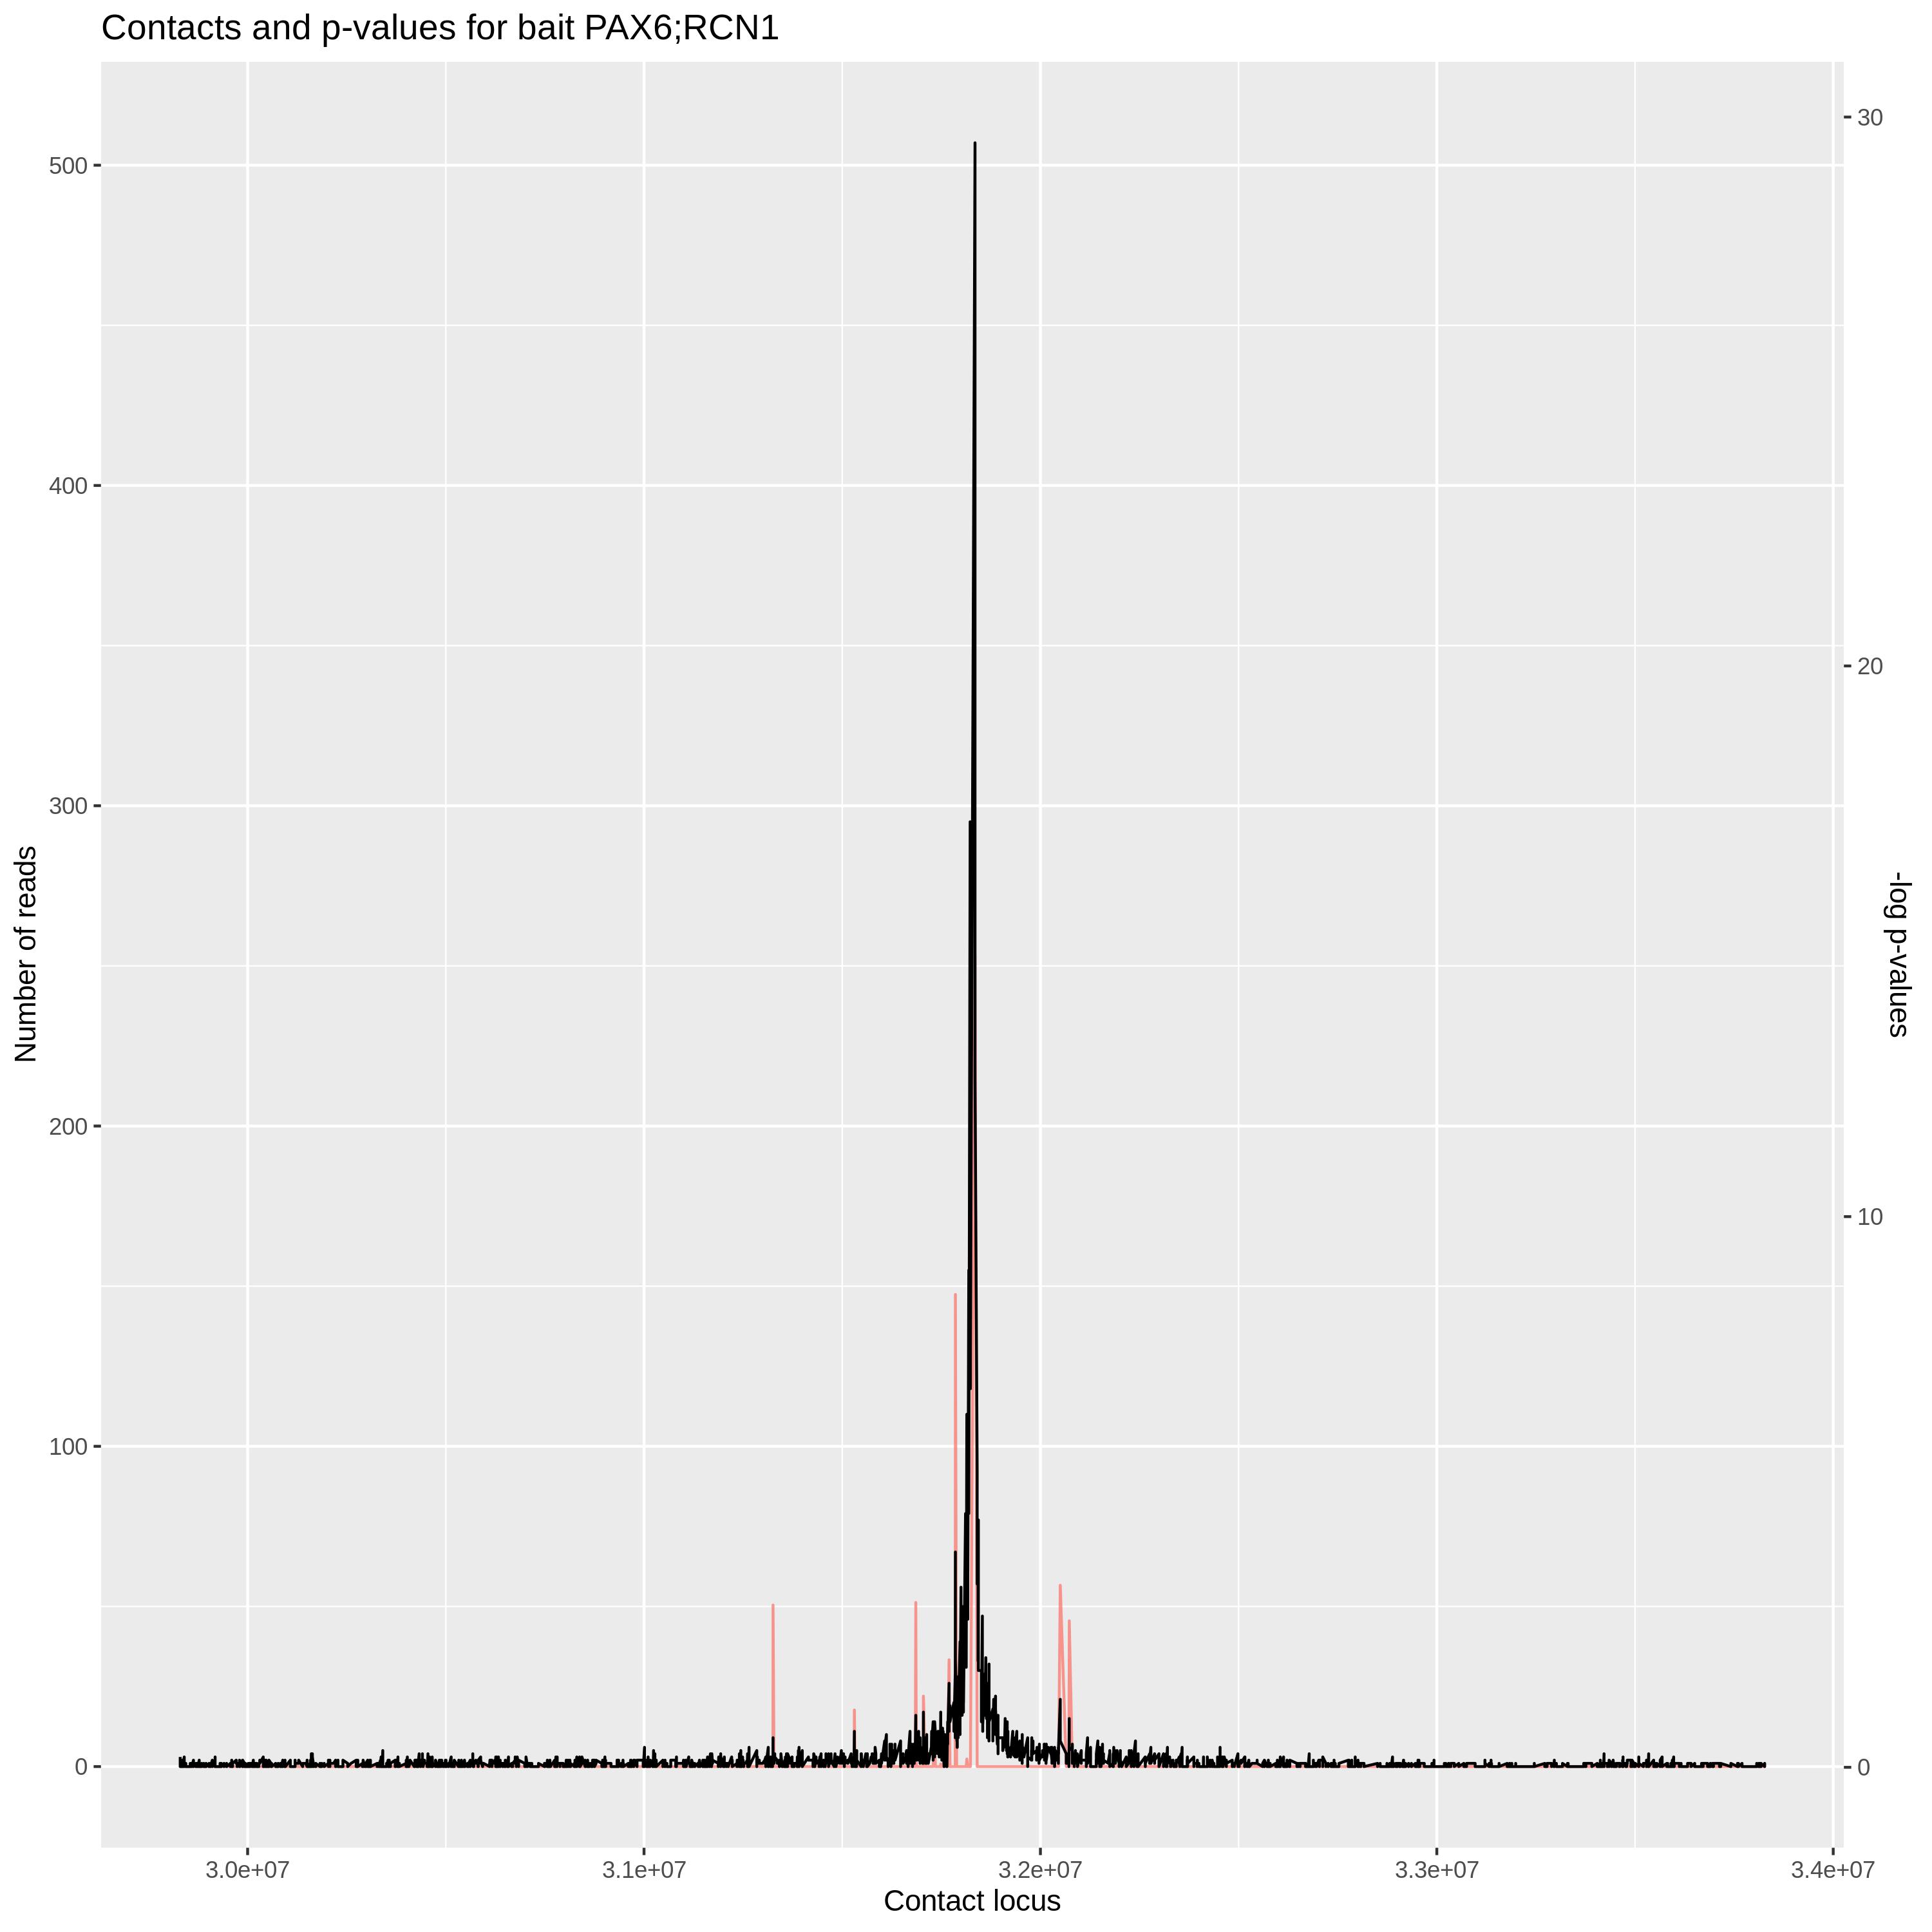 Contacts and p-values for bait PAX6;RCN1
30
500
400
20
300
200
10
100
0
0
Number of reads
-log p-values
3.0e+07
3.1e+07
3.2e+07
3.3e+07
3.4e+07
Contact locus